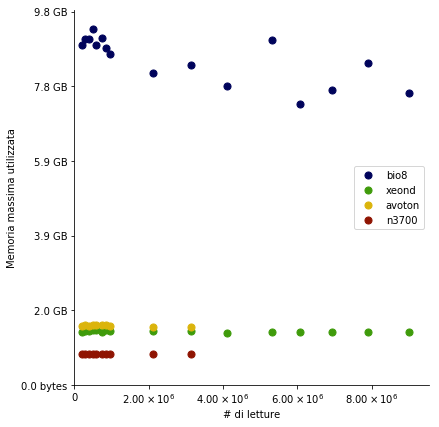 9.8 GB
7.8 GB
5.9 GB
3.9 GB
2.0 GB
0.0 bytes
Memoria massima utilizzata
bio8
xeond
avoton
n3700
0
2.00 × 10⁶
4.00 × 10⁶
6.00 × 10⁶
8.00 × 10⁶
# di letture